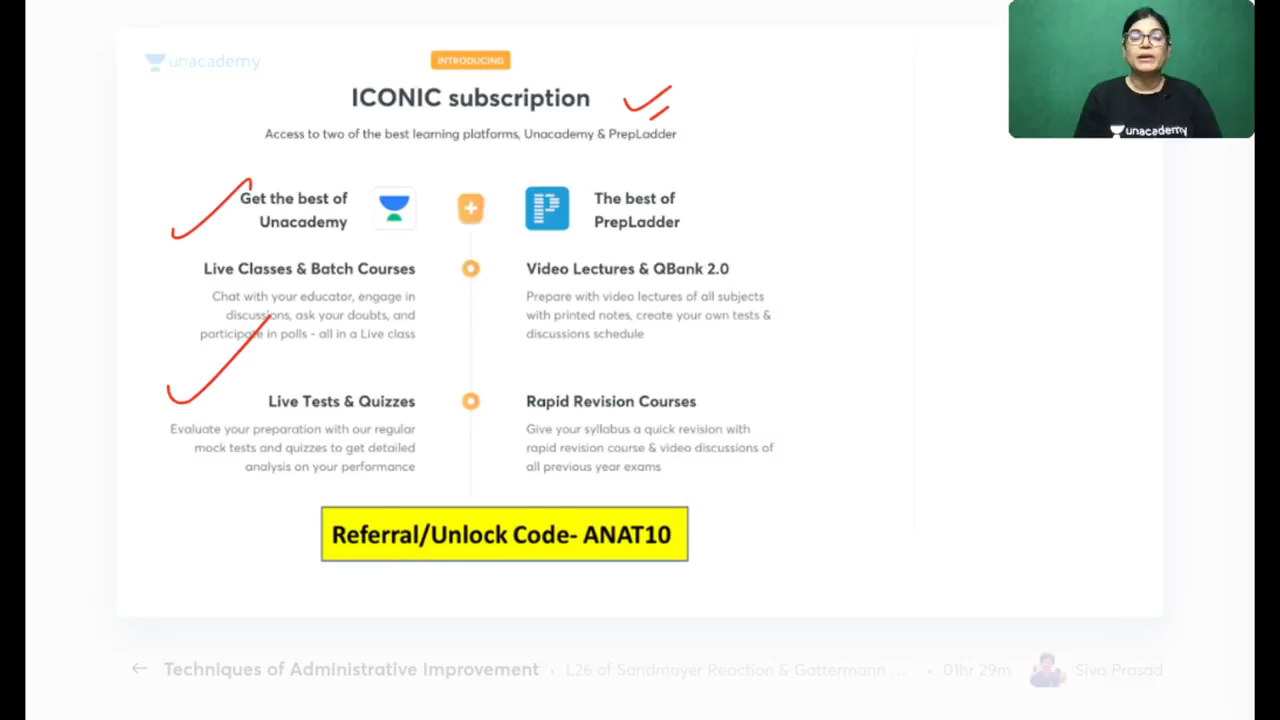 unacademy
INTRODUCING
ICONIC subscription
Access to two of the best learning platforms, Unacademy & PrepLadder
Get the best of
Unacademy
The best of
PrepLadder
Live Classes & Batch Courses
Chat with your educator, engage in
discussions, ask your doubts, and
participate in polls - all in a Live class
Video Lectures & QBank 2.0
Prepare with video lectures of all subjects
with printed notes, create your own tests &
discussions schedule
Live Tests & Quizzes
Evaluate your preparation with our regular
mock tests and quizzes to get detailed
analysis on your performance
Rapid Revision Courses
Give your syllabus a quick revision with
rapid revision course & video discussions of
all previous year exams
Referral/Unlock Code- ANAT10
Techniques of Administrative Improvement • L26 of Sandmayer Reaction & Gattermann ... • 01hr 29m Siva Prasad
unacademy